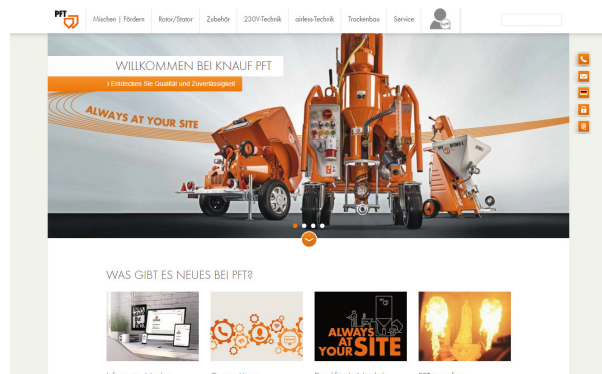 PFT
Mischen | Fördern
Rotor/Stator
Zubehör
230V-Technik
airless-Technik
Trockenbau
Service
WILLKOMMEN BEI KNAUF PFT
› Entdecken Sie Qualität und Zuverlässigkeit
ALWAYS AT YOUR SITE
WAS GIBT ES NEUES BEI PFT?
ALWAYS
AT
YOUR SITE